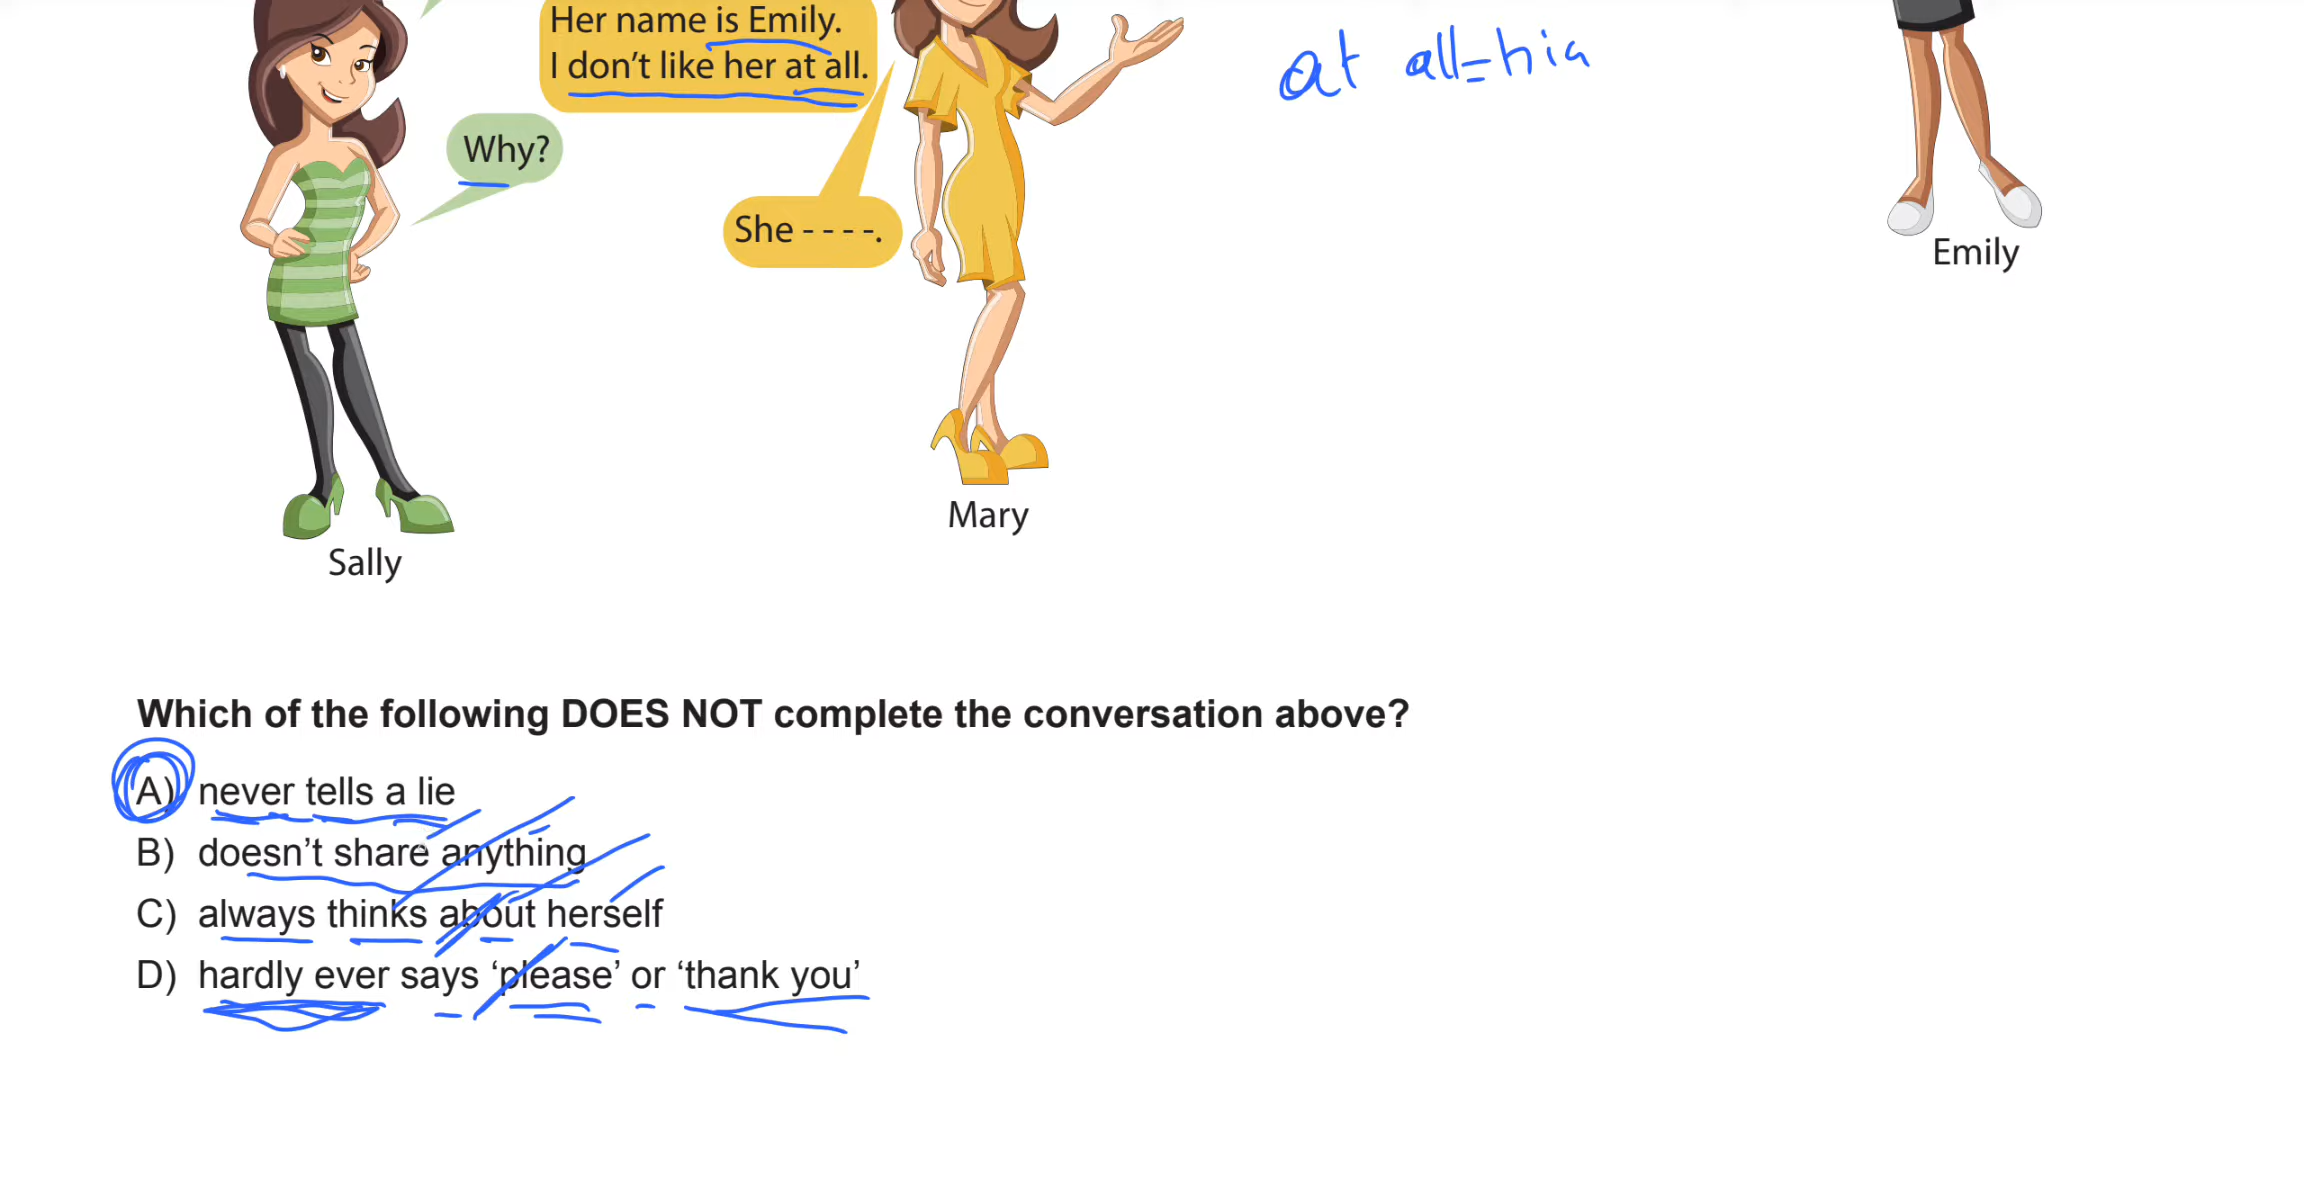 Her name is Emily.
I don't like her at all.
at all=hiç
Why?
She - - - -.
Emily
Mary
Sally
Which of the following DOES NOT complete the conversation above?
A) never tells a lie
B) doesn't share anything
C) always thinks about herself
D) hardly ever says 'please' or 'thank you'